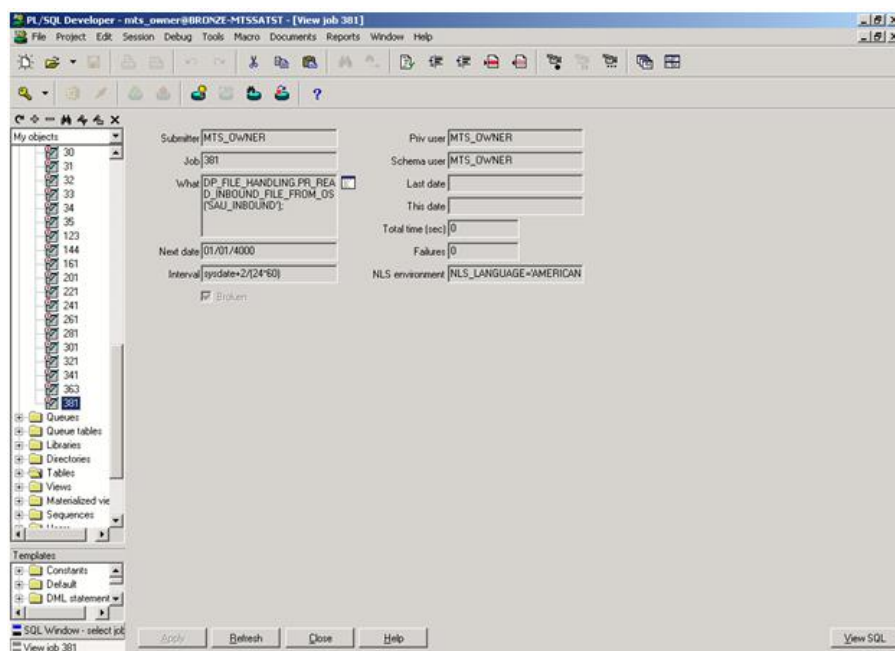 PL/SQL Developer - mts_owner@BRONZE-MTSSATST - [View job 381]
File Project Edit Session Debug Tools Macro Documents Reports Window Help
My objects
30
31
32
33
34
35
123
144
161
201
221
241
261
281
301
321
341
363
381
Queues
Queue tables
Libraries
Directories
Tables
Views
Materialized vie
Sequences
Users
Templates
Constants
Default
DML statement
SQL Window - select job
View job 381
Submitter MTS_OWNER
Job 381
What DP_FILE_HANDLING.PR_REA
D_INBOUND_FILE_FROM_OS
('SAU_INBOUND');
Next date 01/01/4000
Interval sysdate+2/(24*60)
Broken
Priv user MTS_OWNER
Schema user MTS_OWNER
Last date
This date
Total time (sec) 0
Failures 0
NLS environment NLS_LANGUAGE='AMERICAN
Apply Refresh Close Help View SQL